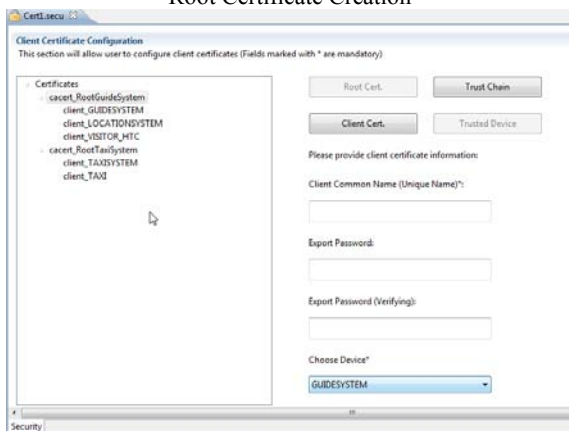 Root Certificate Creation
Cert1.secu
Client Certificate Configuration
This section will allow user to configure client certificates (Fields marked with * are mandatory)
Certificates
cacert_RootGuideSystem
client_GUIDESYSTEM
client_LOCATIONSYSTEM
client_VISITOR_HTC
cacert_RootTaxiSystem
client_TAXISYSTEM
client_TAXI
Root Cert.
Trust Chain
Client Cert.
Trusted Device
Please provide client certificate information:
Client Common Name (Unique Name)*:
Export Password:
Export Password (Verifying):
Choose Device*
GUIDESYSTEM
Security